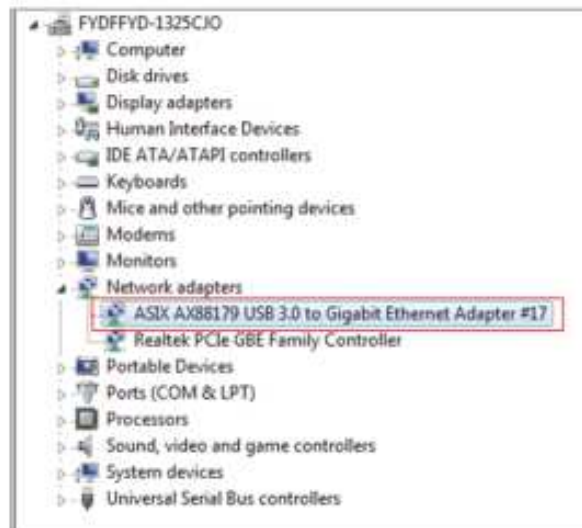 FYDFFYD-1325CJO
Computer
Disk drives
Display adapters
Human Interface Devices
IDE ATA/ATAPI controllers
Keyboards
Mice and other pointing devices
Modems
Monitors
Network adapters
ASIX AX88179 USB 3.0 to Gigabit Ethernet Adapter #17
Realtek PCIe GBE Family Controller
Portable Devices
Ports (COM & LPT)
Processors
Sound, video and game controllers
System devices
Universal Serial Bus controllers